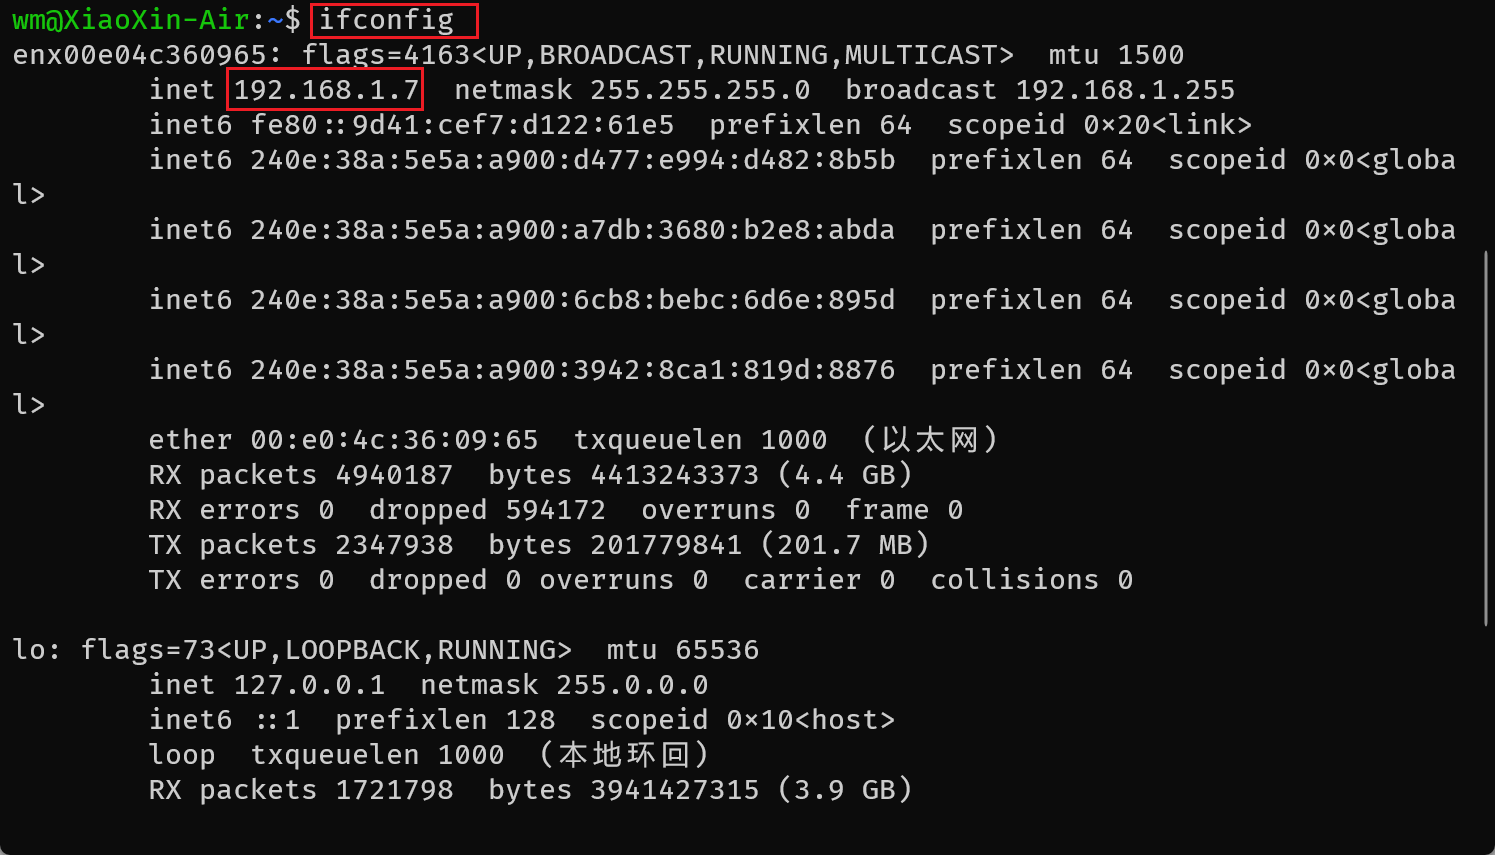 wm@XiaoXin-Air:~$ ifconfig
enx00e04c360965: flags=4163<UP,BROADCAST,RUNNING,MULTICAST>  mtu 1500
        inet 192.168.1.7  netmask 255.255.255.0  broadcast 192.168.1.255
        inet6 fe80::9d41:cef7:d122:61e5  prefixlen 64  scopeid 0x20<link>
        inet6 240e:38a:5e5a:a900:d477:e994:d482:8b5b  prefixlen 64  scopeid 0x0<globa
l>
        inet6 240e:38a:5e5a:a900:a7db:3680:b2e8:abda  prefixlen 64  scopeid 0x0<globa
l>
        inet6 240e:38a:5e5a:a900:6cb8:bebc:6d6e:895d  prefixlen 64  scopeid 0x0<globa
l>
        inet6 240e:38a:5e5a:a900:3942:8ca1:819d:8876  prefixlen 64  scopeid 0x0<globa
l>
        ether 00:e0:4c:36:09:65  txqueuelen 1000  (以太网)
        RX packets 4940187  bytes 4413243373 (4.4 GB)
        RX errors 0  dropped 594172  overruns 0  frame 0
        TX packets 2347938  bytes 201779841 (201.7 MB)
        TX errors 0  dropped 0 overruns 0  carrier 0  collisions 0

lo: flags=73<UP,LOOPBACK,RUNNING>  mtu 65536
        inet 127.0.0.1  netmask 255.0.0.0
        inet6 ::1  prefixlen 128  scopeid 0x10<host>
        loop  txqueuelen 1000  (本地环回)
        RX packets 1721798  bytes 3941427315 (3.9 GB)